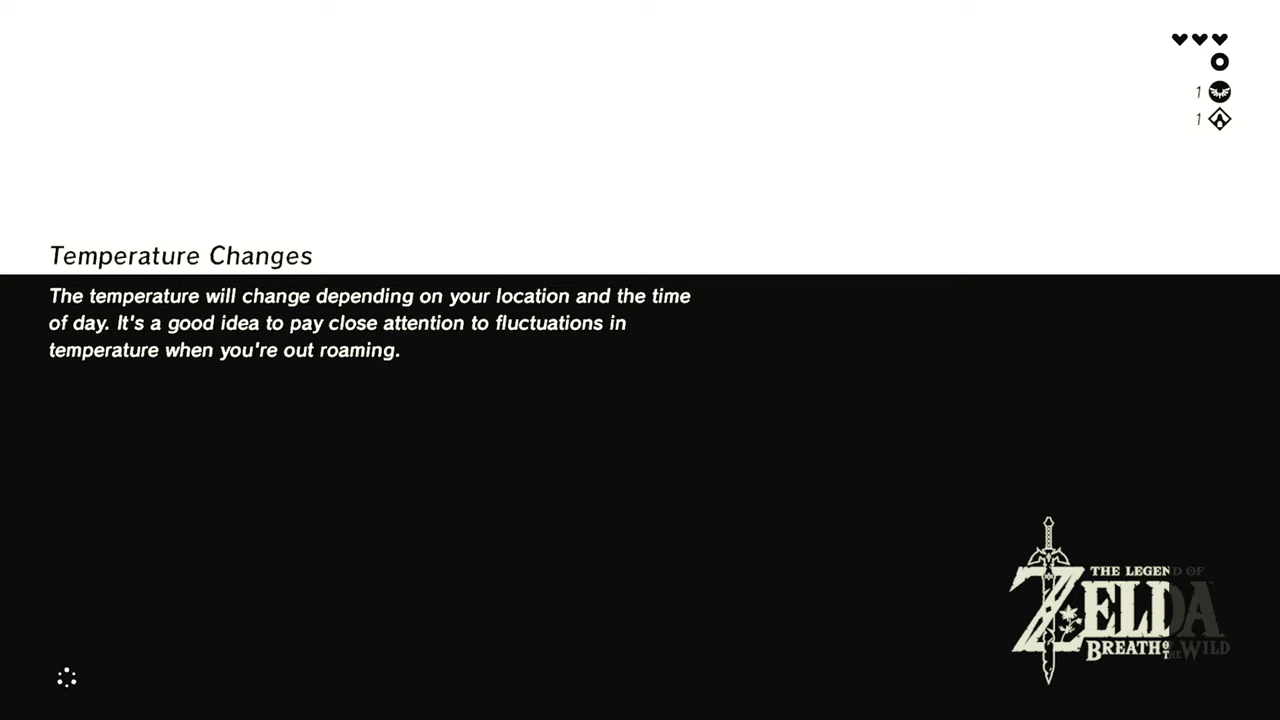 1
1
Temperature Changes
The temperature will change depending on your location and the time
of day. It's a good idea to pay close attention to fluctuations in
temperature when you're out roaming.
THE LEGEND OF
ZELDA
BREATH OF THE WILD